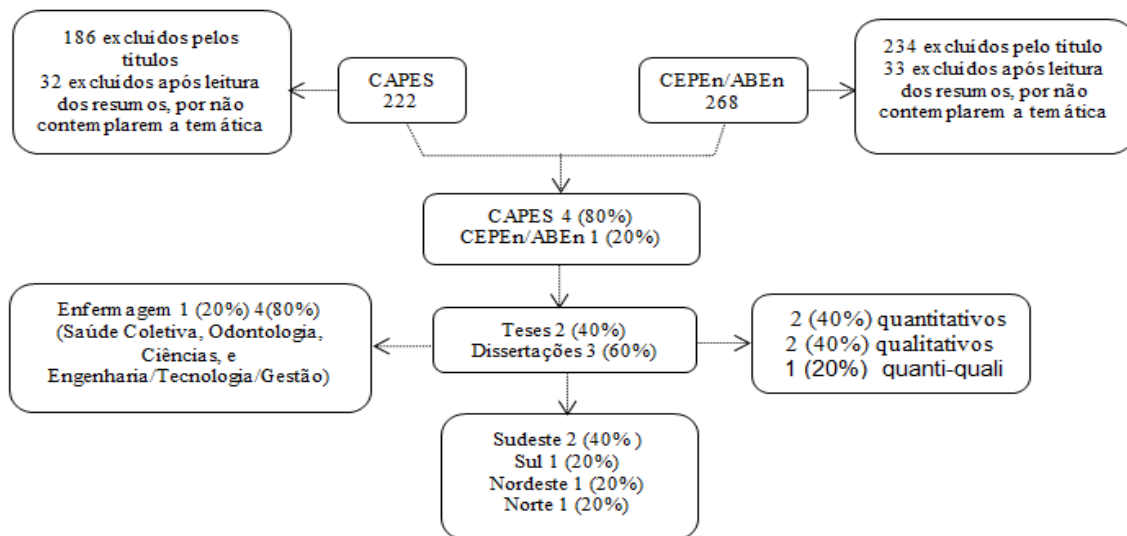 186 excluídos pelos
títulos
32 excluídos após leitura
dos resumos, por não
contemplarem a temática
CAPES
222
CEPEn/ABEn
268
234 excluídos pelo título
33 excluídos após leitura
dos resumos, por não
contemplarem a temática
CAPES 4 (80%)
CEPEn/ABEn 1 (20%)
Enfermagem 1 (20%) 4(80%)
(Saúde Coletiva, Odontologia,
Ciências, e
Engenharia/Tecnologia/Gestão)
Teses 2 (40%)
Dissertações 3 (60%)
2 (40%) quantitativos
2 (40%) qualitativos
1 (20%) quanti-quali
Sudeste 2 (40% )
Sul 1 (20%)
Nordeste 1 (20%)
Norte 1 (20%)